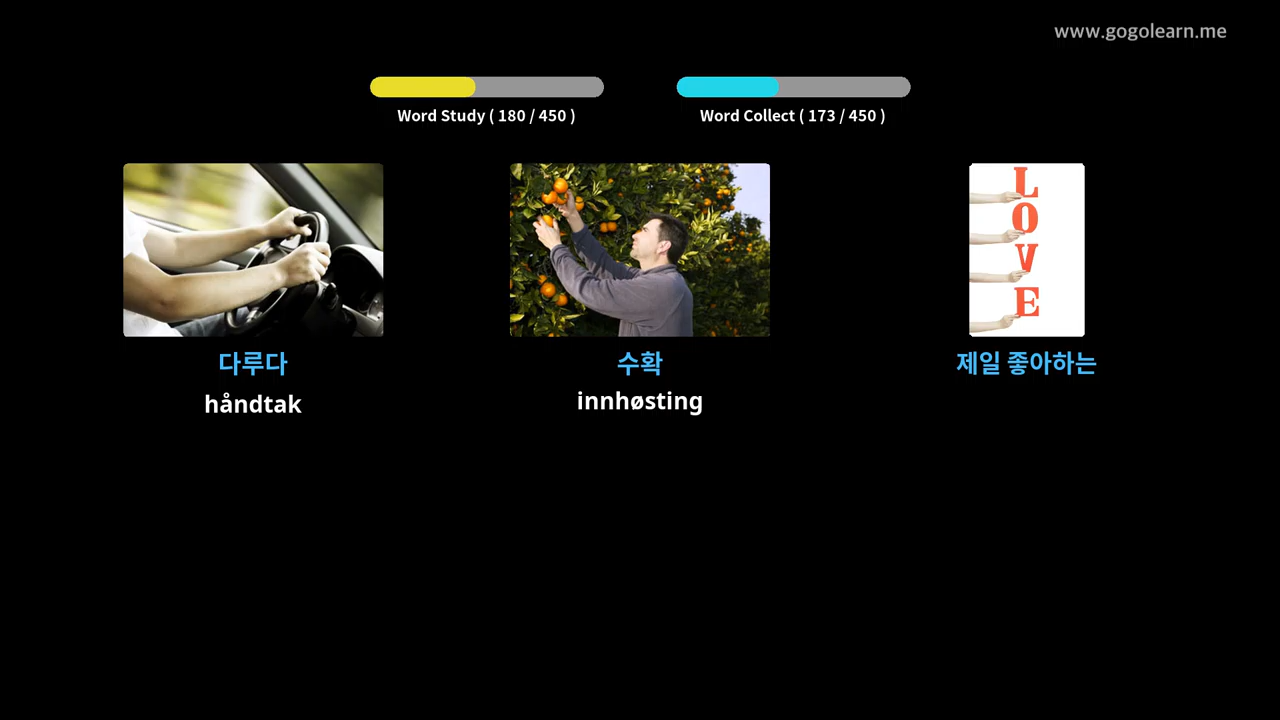 www.gogolearn.me
Word Study ( 180 / 450 )
Word Collect ( 173 / 450 )
L
O
V
E
다루다
수확
제일 좋아하는
håndtak
innhøsting